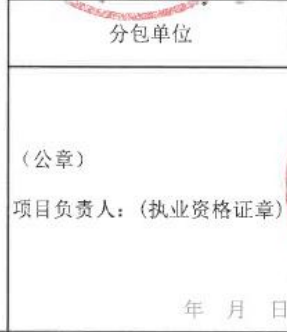 分包单位
（公章）
项目负责人：(执业资格证章)
年 月 日